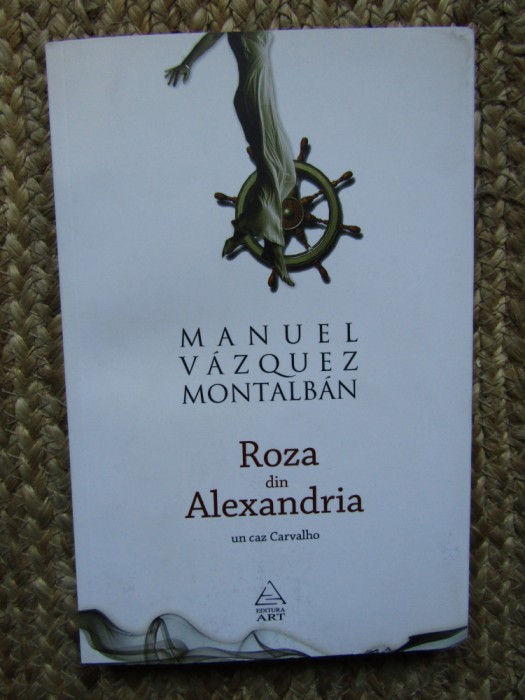 MANUEL
VÁZQUEZ
MONTALBÁN
Roza
din
Alexandria
un caz Carvalho
EDITURA
ART